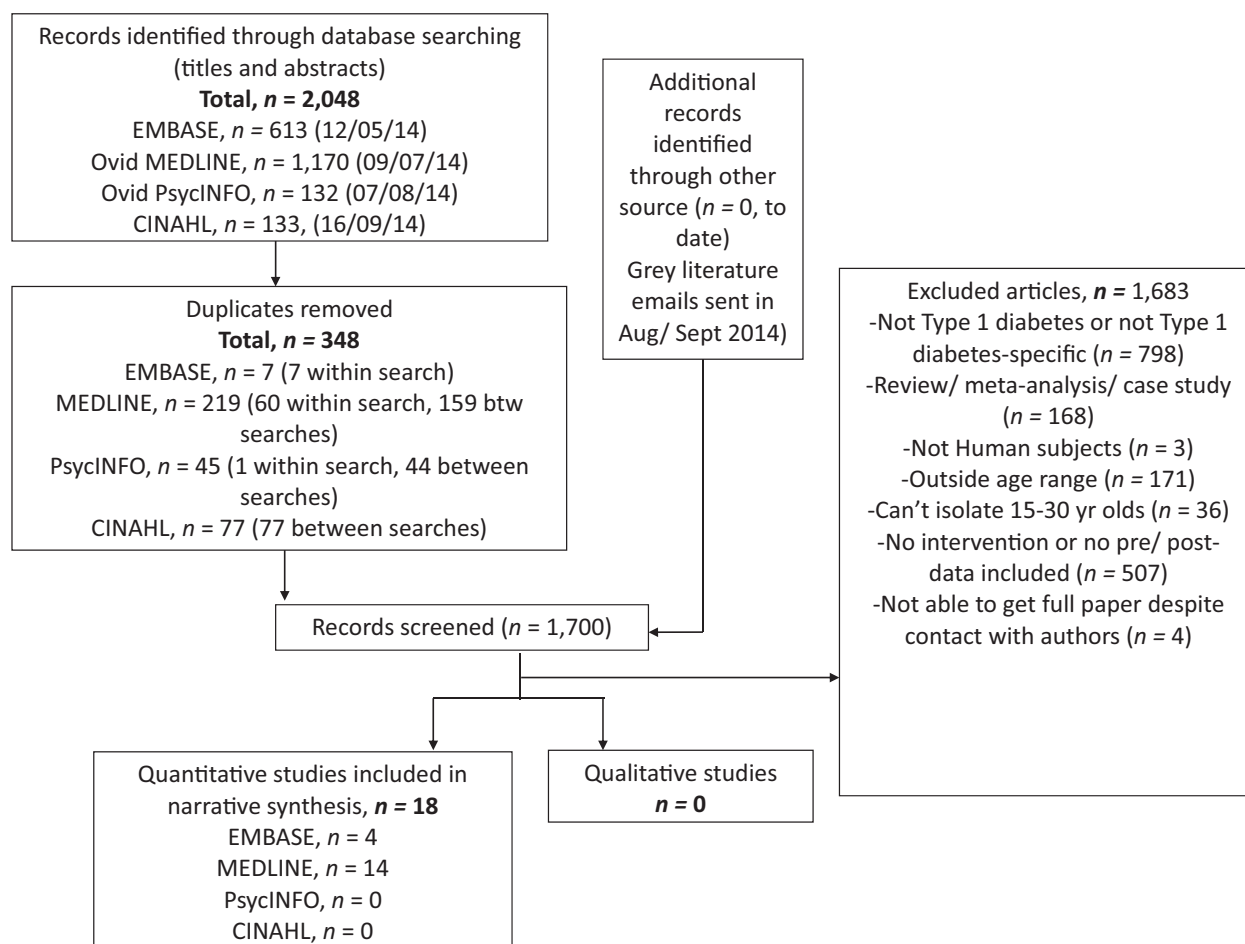 Records identified through database searching
(titles and abstracts)
Total, n = 2,048
EMBASE, n = 613 (12/05/14)
Ovid MEDLINE, n = 1,170 (09/07/14)
Ovid PsycINFO, n = 132 (07/08/14)
CINAHL, n = 133, (16/09/14)
Additional
records
identified
through other
source (n = 0, to
date)
Grey literature
emails sent in
Aug/ Sept 2014)
Duplicates removed
Total, n = 348
EMBASE, n = 7 (7 within search)
MEDLINE, n = 219 (60 within search, 159 btw
searches)
PsycINFO, n = 45 (1 within search, 44 between
searches)
CINAHL, n = 77 (77 between searches)
Excluded articles, n = 1,683
-Not Type 1 diabetes or not Type 1
diabetes-specific (n = 798)
-Review/ meta-analysis/ case study
(n = 168)
-Not Human subjects (n = 3)
-Outside age range (n = 171)
-Can't isolate 15-30 yr olds (n = 36)
-No intervention or no pre/ post-
data included (n = 507)
-Not able to get full paper despite
contact with authors (n = 4)
Records screened (n = 1,700)
Quantitative studies included in
narrative synthesis, n = 18
EMBASE, n = 4
MEDLINE, n = 14
PsycINFO, n = 0
CINAHL, n = 0
Qualitative studies
n = 0